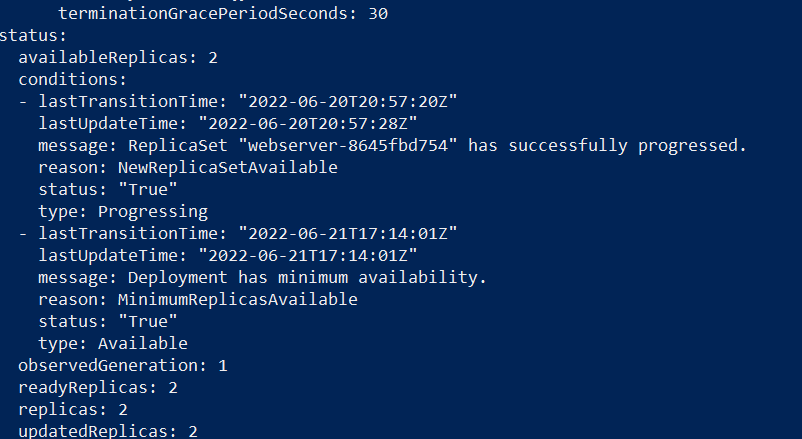 terminationGracePeriodSeconds: 30
status:
availableReplicas: 2
conditions:
- lastTransitionTime: "2022-06-20T20:57:20Z"
lastUpdateTime: "2022-06-20T20:57:28Z"
message: ReplicaSet "webserver-8645fbd754" has successfully progressed.
reason: NewReplicaSetAvailable
status: "True"
type: Progressing
- lastTransitionTime: "2022-06-21T17:14:01Z"
lastUpdateTime: "2022-06-21T17:14:01Z"
message: Deployment has minimum availability.
reason: MinimumReplicasAvailable
status: "True"
type: Available
observedGeneration: 1
readyReplicas: 2
replicas: 2
updatedReplicas: 2